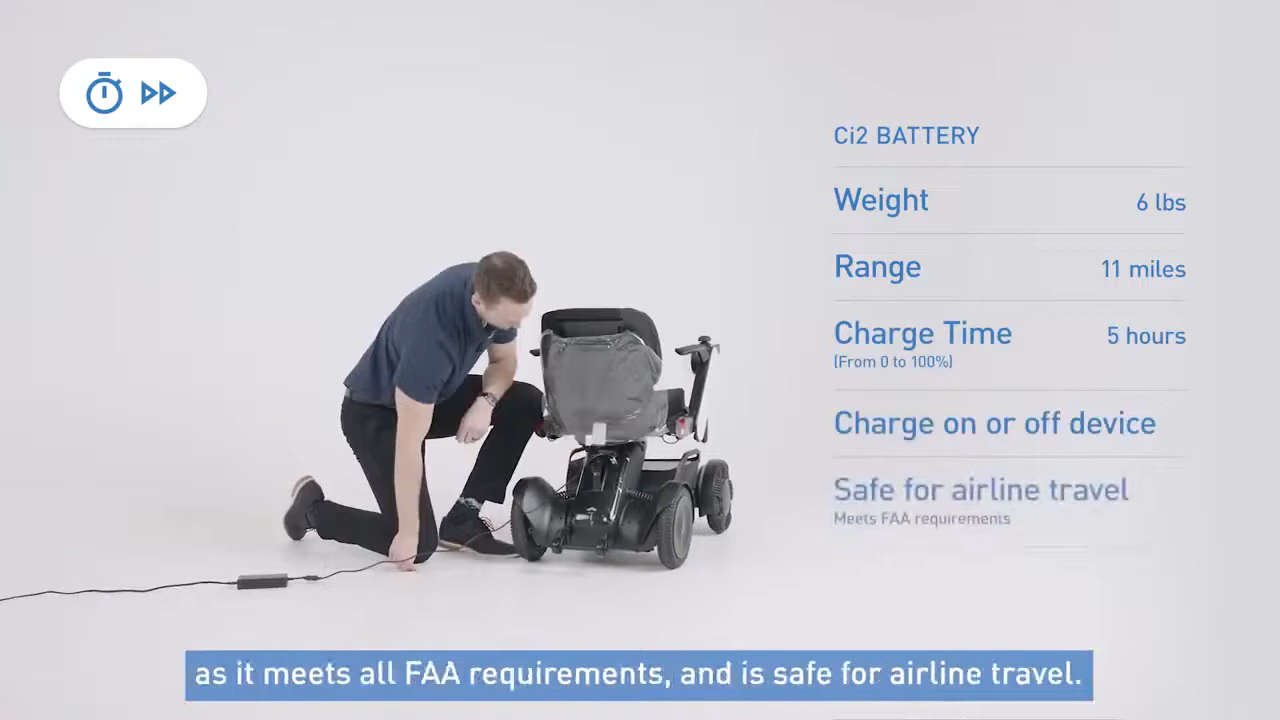 Ci2 BATTERY
Weight 6 lbs
Range 11 miles
Charge Time 5 hours
(From 0 to 100%)
Charge on or off device
Safe for airline travel
Meets FAA requirements
as it meets all FAA requirements, and is safe for airline travel.